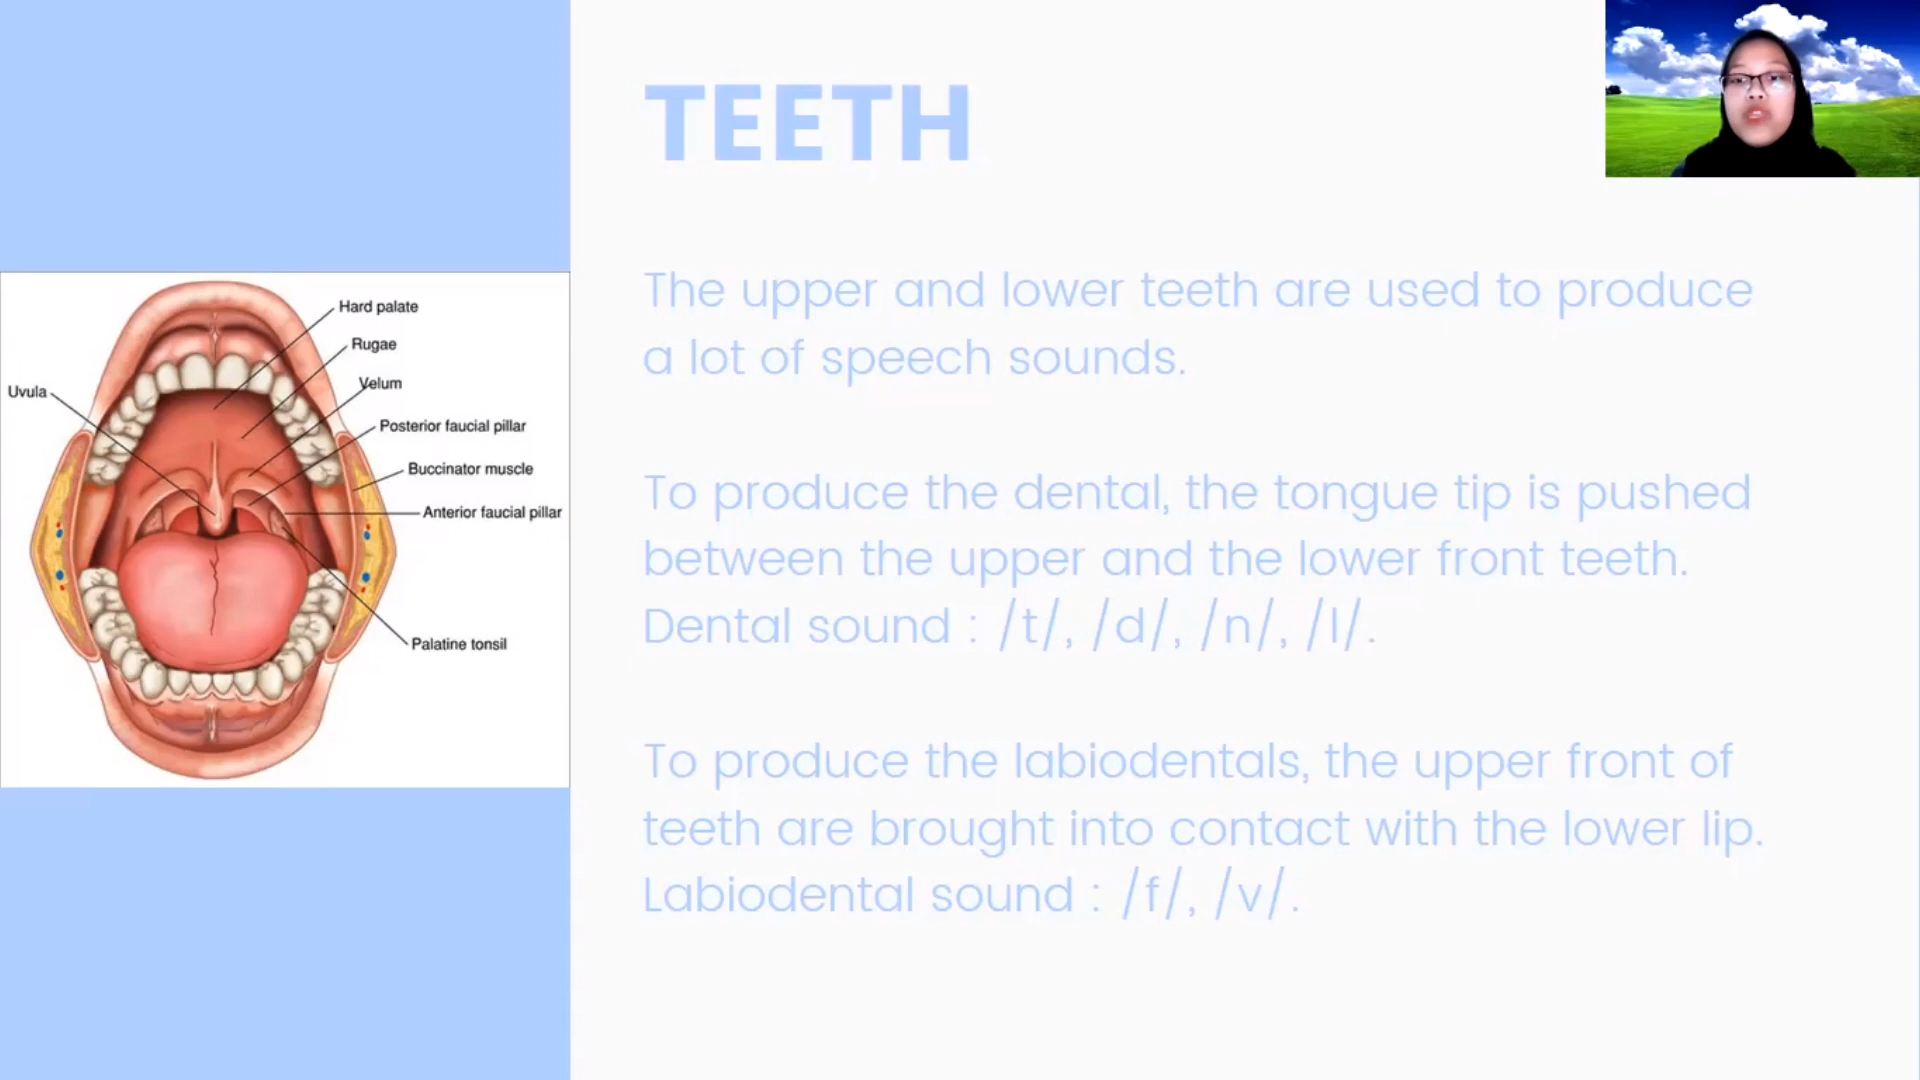 TEETH
The upper and lower teeth are used to produce
a lot of speech sounds.
To produce the dental, the tongue tip is pushed
between the upper and the lower front teeth.
Dental sound : /t/, /d/, /n/, /l/.
To produce the labiodentals, the upper front of
teeth are brought into contact with the lower lip.
Labiodental sound : /f/, /v/.
Hard palate
Rugae
Velum
Uvula
Posterior faucial pillar
Buccinator muscle
Anterior faucial pillar
Palatine tonsil